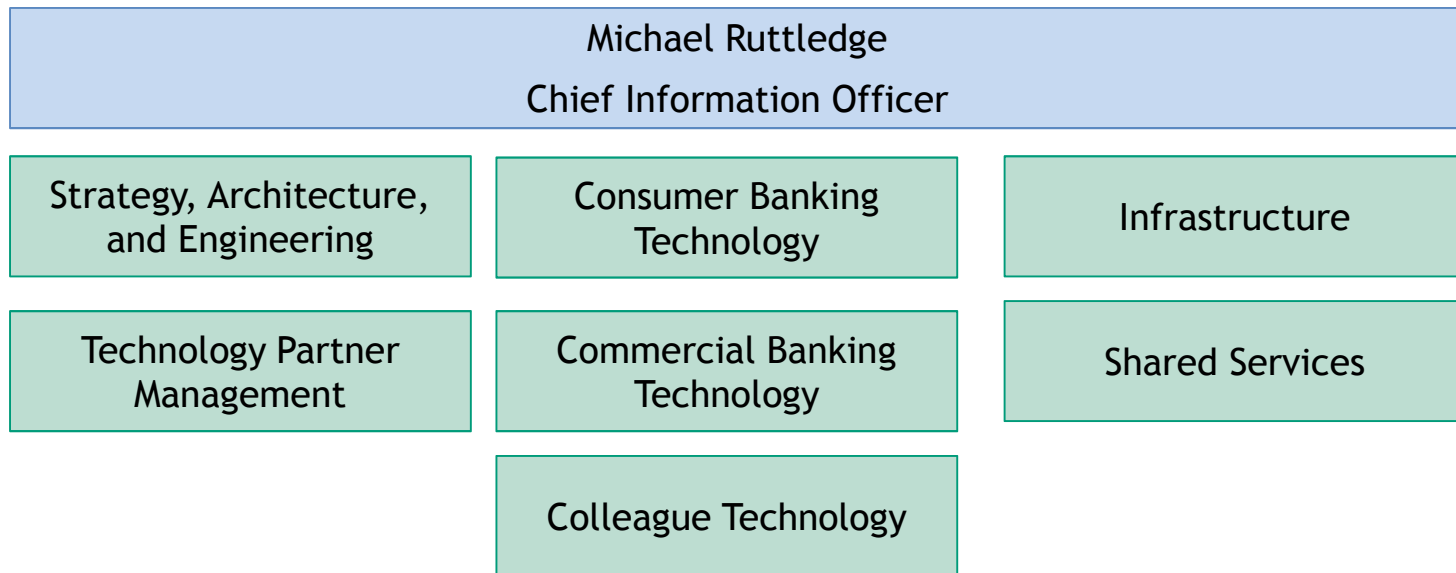 Michael Ruttledge
Chief Information Officer
Strategy, Architecture,
and Engineering
Consumer Banking
Technology
Infrastructure
Technology Partner
Management
Commercial Banking
Technology
Shared Services
Colleague Technology